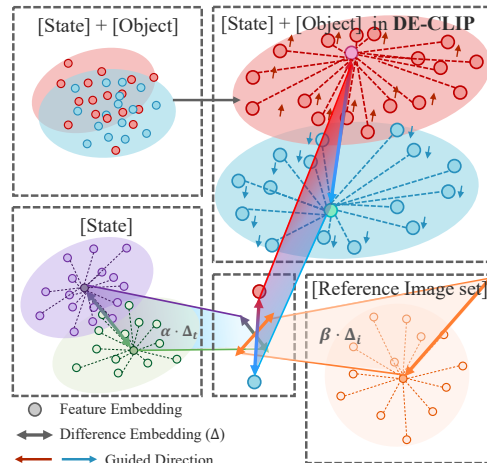 [State] + [Object]
[State] + [Object] in DE-CLIP
[State]
[Reference Image set]
α · Δₜ
β · Δᵢ
Feature Embedding
Difference Embedding (Δ)
Guided Direction